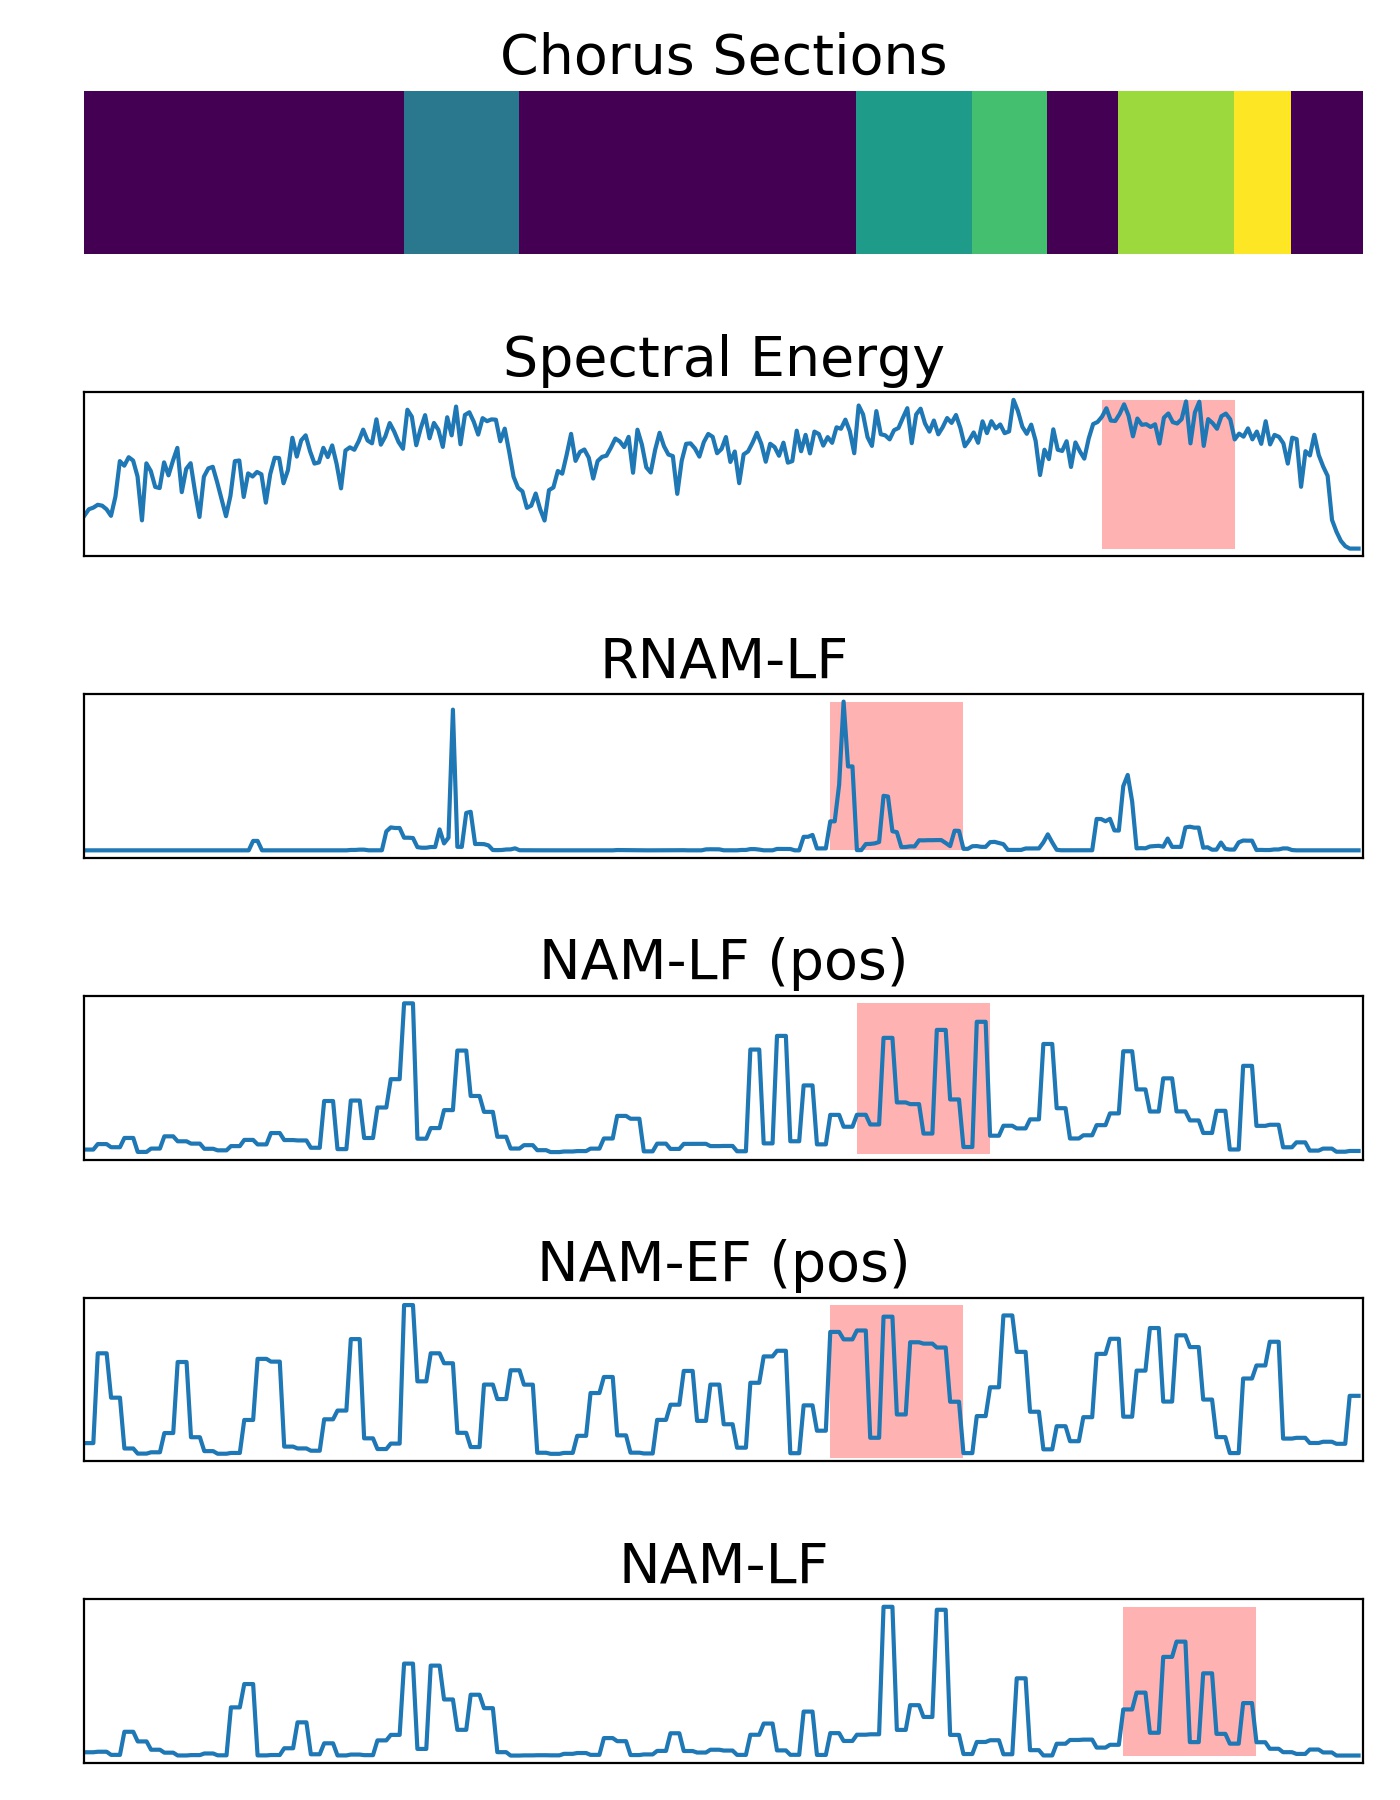 Chorus Sections
Spectral Energy
RNAM-LF
NAM-LF (pos)
NAM-EF (pos)
NAM-LF